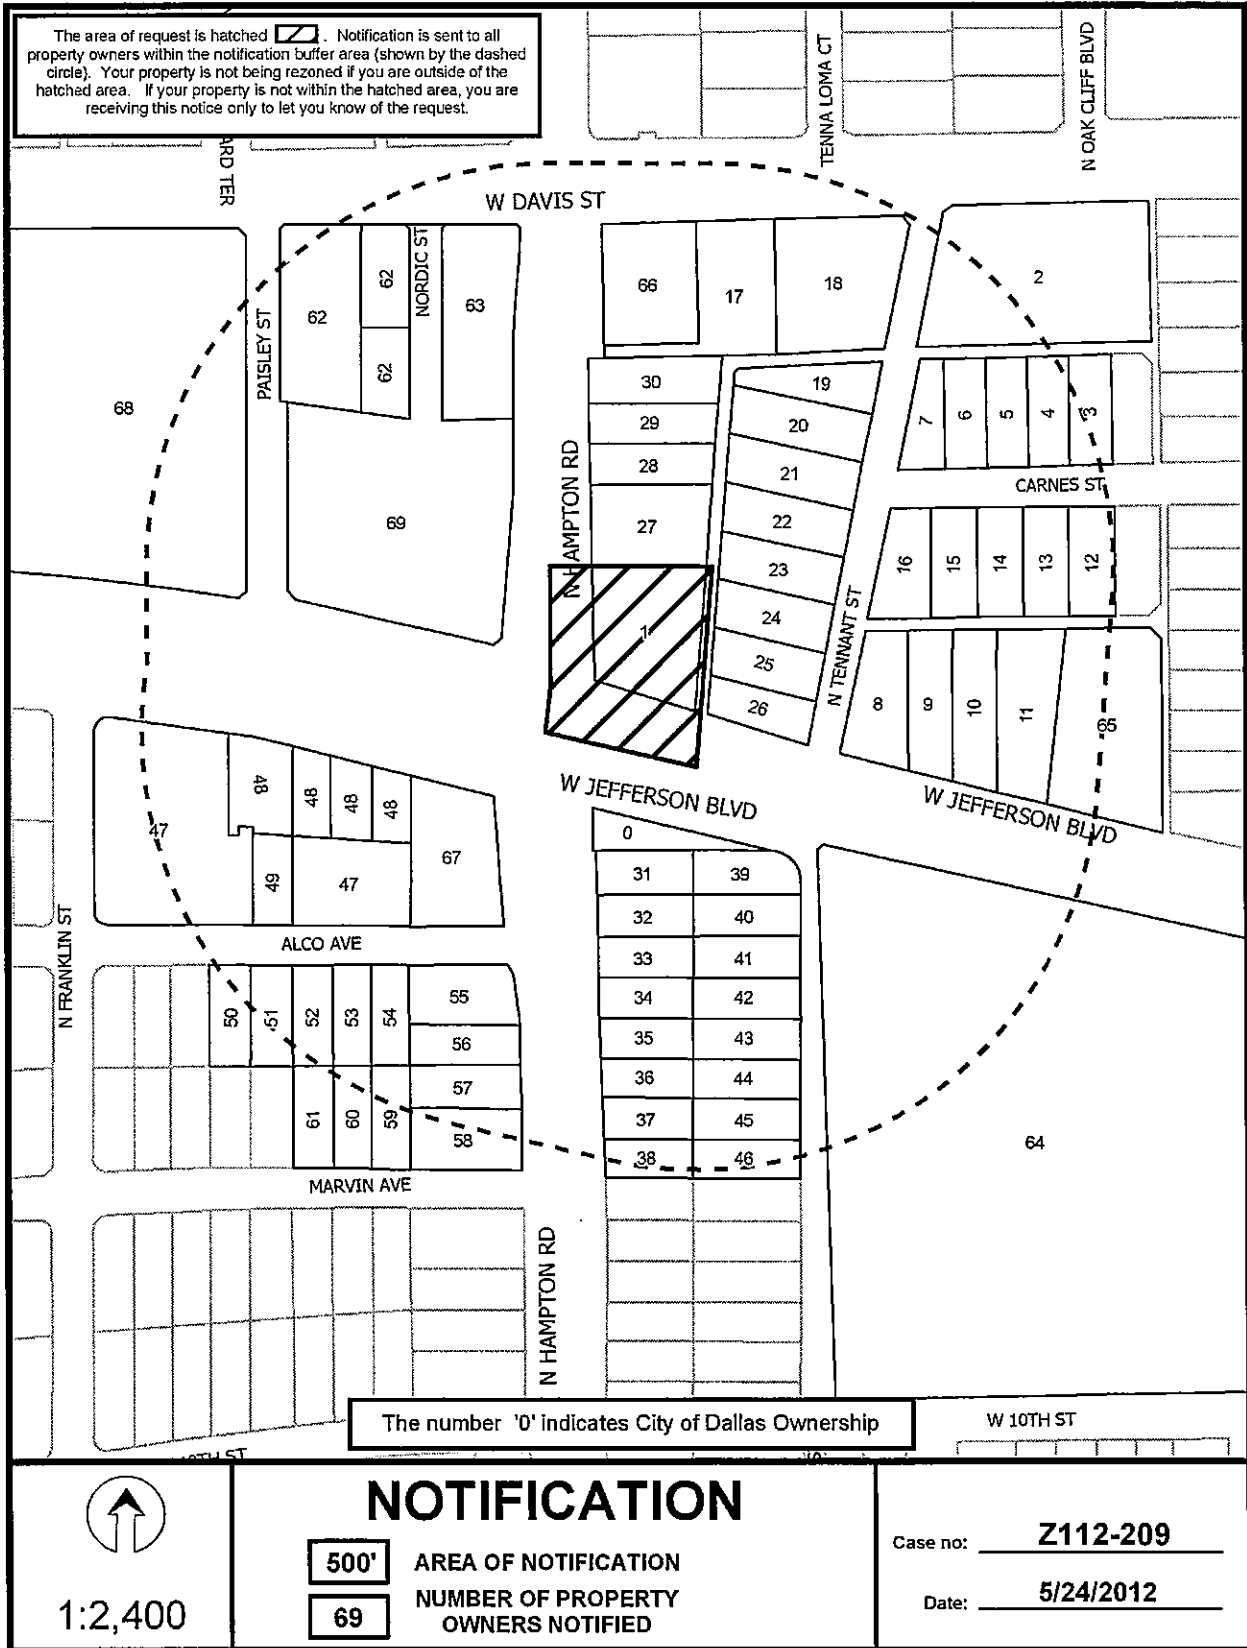 The area of request is hatched . Notification is sent to all
property owners within the notification buffer area (shown by the dashed
circle). Your property is not being rezoned if you are outside of the
hatched area. If your property is not within the hatched area, you are
receiving this notice only to let you know of the request.
ARD TER
TENNA LOMA CT
N OAK CLIFF BLVD
W DAVIS ST
PAISLEY ST
NORDIC ST
68
62
62
62
63
69
66
17
18
2
30
29
28
27
N HAMPTON RD
1
19
20
21
22
23
24
25
26
7
6
5
4
3
CARNES ST
16
15
14
13
12
N TENNANT ST
8
9
10
11
65
W JEFFERSON BLVD
W JEFFERSON BLVD
47
48
48
48
48
49
47
67
0
31
39
32
40
33
41
34
42
35
43
36
44
37
45
38
46
ALCO AVE
N FRANKLIN ST
50
51
52
53
54
55
56
57
58
61
60
59
64
MARVIN AVE
N HAMPTON RD
The number '0' indicates City of Dallas Ownership
W 10TH ST
10TH ST
1:2,400
NOTIFICATION
500' AREA OF NOTIFICATION
69 NUMBER OF PROPERTY
OWNERS NOTIFIED
Case no: Z112-209
Date: 5/24/2012